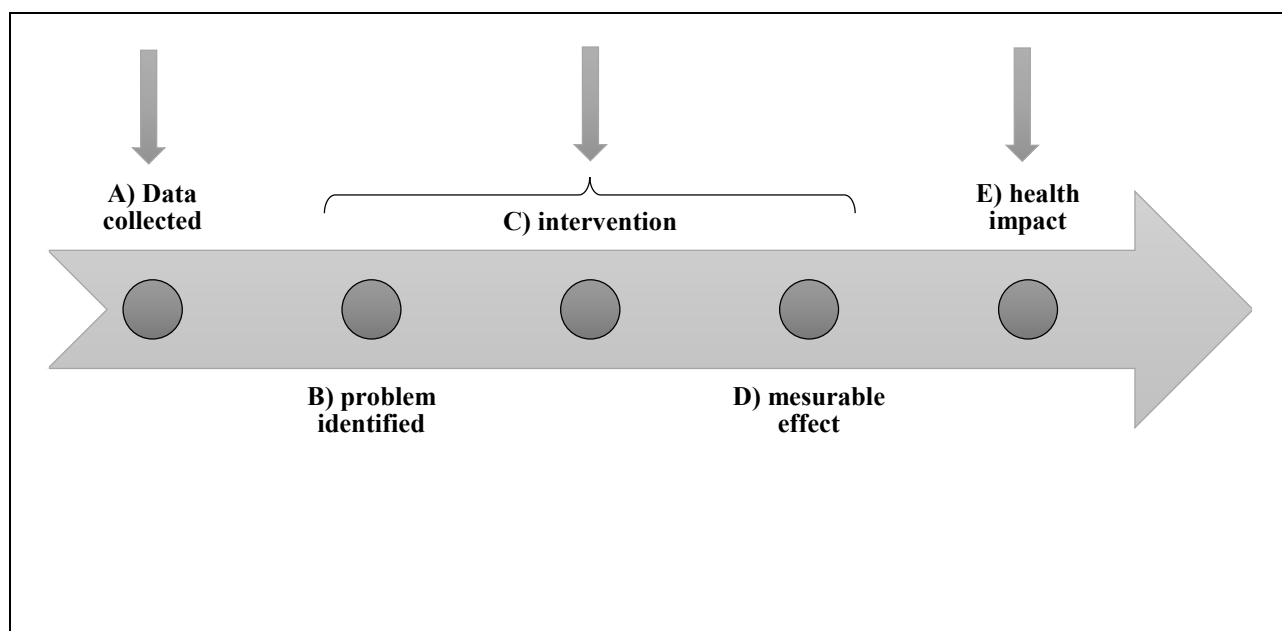 A) Data
collected
C) intervention
E) health
impact
B) problem
identified
D) mesurable
effect